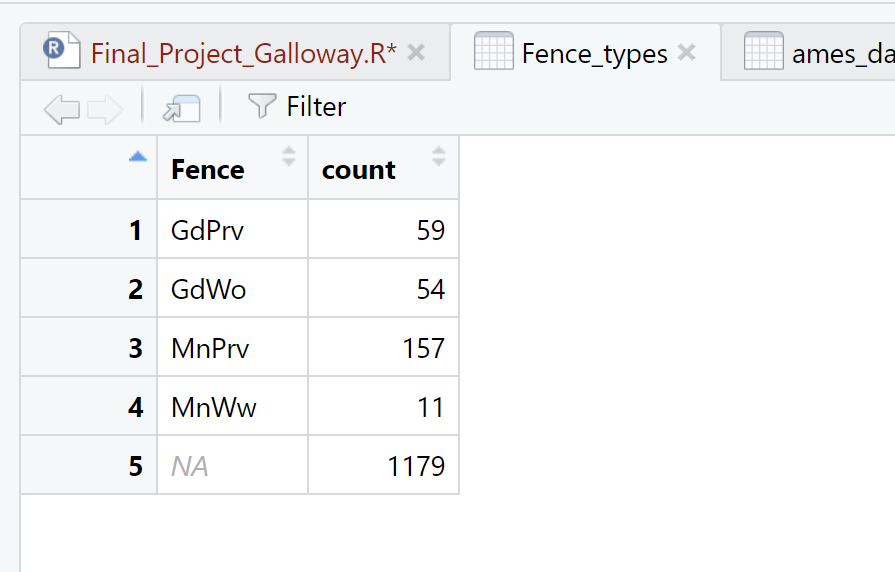 R Final_Project_Galloway.R* Fence_types ames_da
Filter
Fence count
1 GdPrv 59
2 GdWo 54
3 MnPrv 157
4 MnWw 11
5 NA 1179